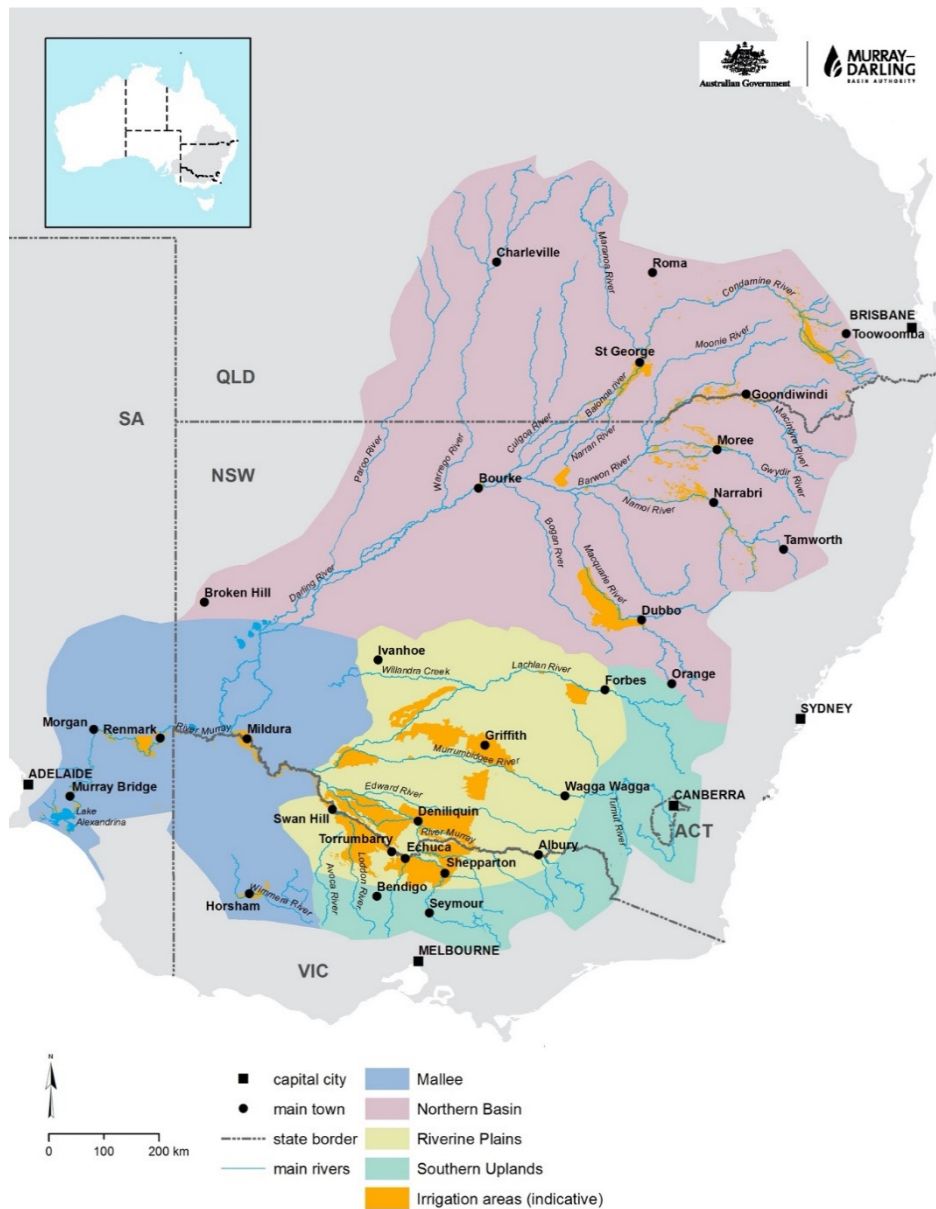 Australian Government
MURRAY–
DARLING
BASIN AUTHORITY
Charleville
Maranoa River
Roma
Condamine River
BRISBANE
Toowoomba
Moonie River
St George
QLD
SA
Balonne river
Goondiwindi
Culgoa River
Macintyre River
Paroo River
Warrego River
Narran River
Moree
NSW
Barwon River
Gwydir River
Bourke
Namoi River
Narrabri
Bogan River
Tamworth
Macquarie River
Darling River
Broken Hill
Dubbo
Ivanhoe
Willandra Creek
Lachlan River
Forbes
Orange
SYDNEY
Morgan
Renmark
River Murray
Mildura
Griffith
Murrumbidgee River
ADELAIDE
Murray Bridge
Edward River
Wagga Wagga
CANBERRA
Lake
Alexandrina
Swan Hill
Deniliquin
Tumut River
ACT
River Murray
Torrumbarry
Echuca
Albury
Shepparton
Avoca River
Loddon River
Bendigo
Horsham
Wimmera River
Seymour
MELBOURNE
VIC
N
0
100
200 km
capital city
main town
state border
main rivers
Mallee
Northern Basin
Riverine Plains
Southern Uplands
Irrigation areas (indicative)